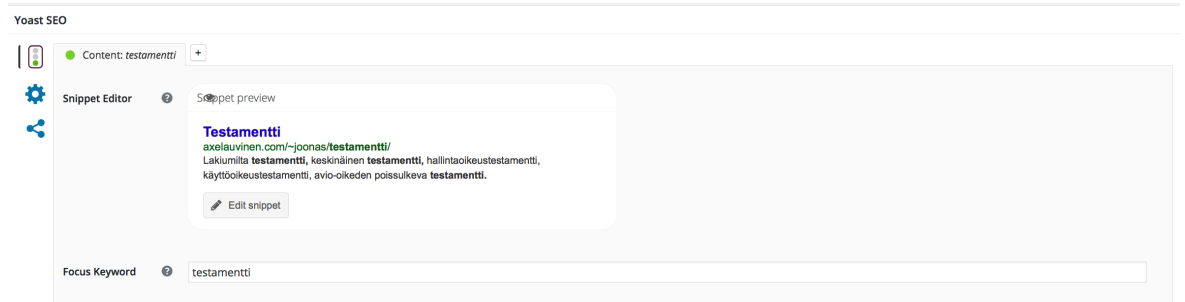 Yoast SEO
Content: testamentti
+
Snippet Editor
Snippet preview
Testamentti
axelauvinen.com/~joonas/testamentti/
Lakiumilta testamentti, keskinäinen testamentti, hallintaoikeustestamentti,
käyttöoikeustestamentti, avio-oikeden poissulkeva testamentti.
Edit snippet
Focus Keyword
testamentti